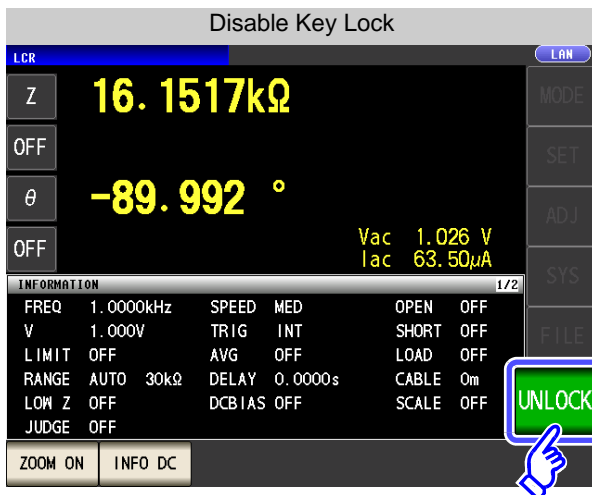 Disable Key Lock
LCR LAN
Z 16.1517kΩ MODE
OFF SET
θ -89.992 ° ADJ
OFF Vac 1.026 V
Iac 63.50μA SYS
INFORMATION 1/2
FREQ 1.0000kHz SPEED MED OPEN OFF
V 1.000V TRIG INT SHORT OFF FILE
LIMIT OFF AVG OFF LOAD OFF
RANGE AUTO 30kΩ DELAY 0.0000s CABLE 0m
LOW Z OFF DCBIAS OFF SCALE OFF UNLOCK
JUDGE OFF
ZOOM ON INFO DC